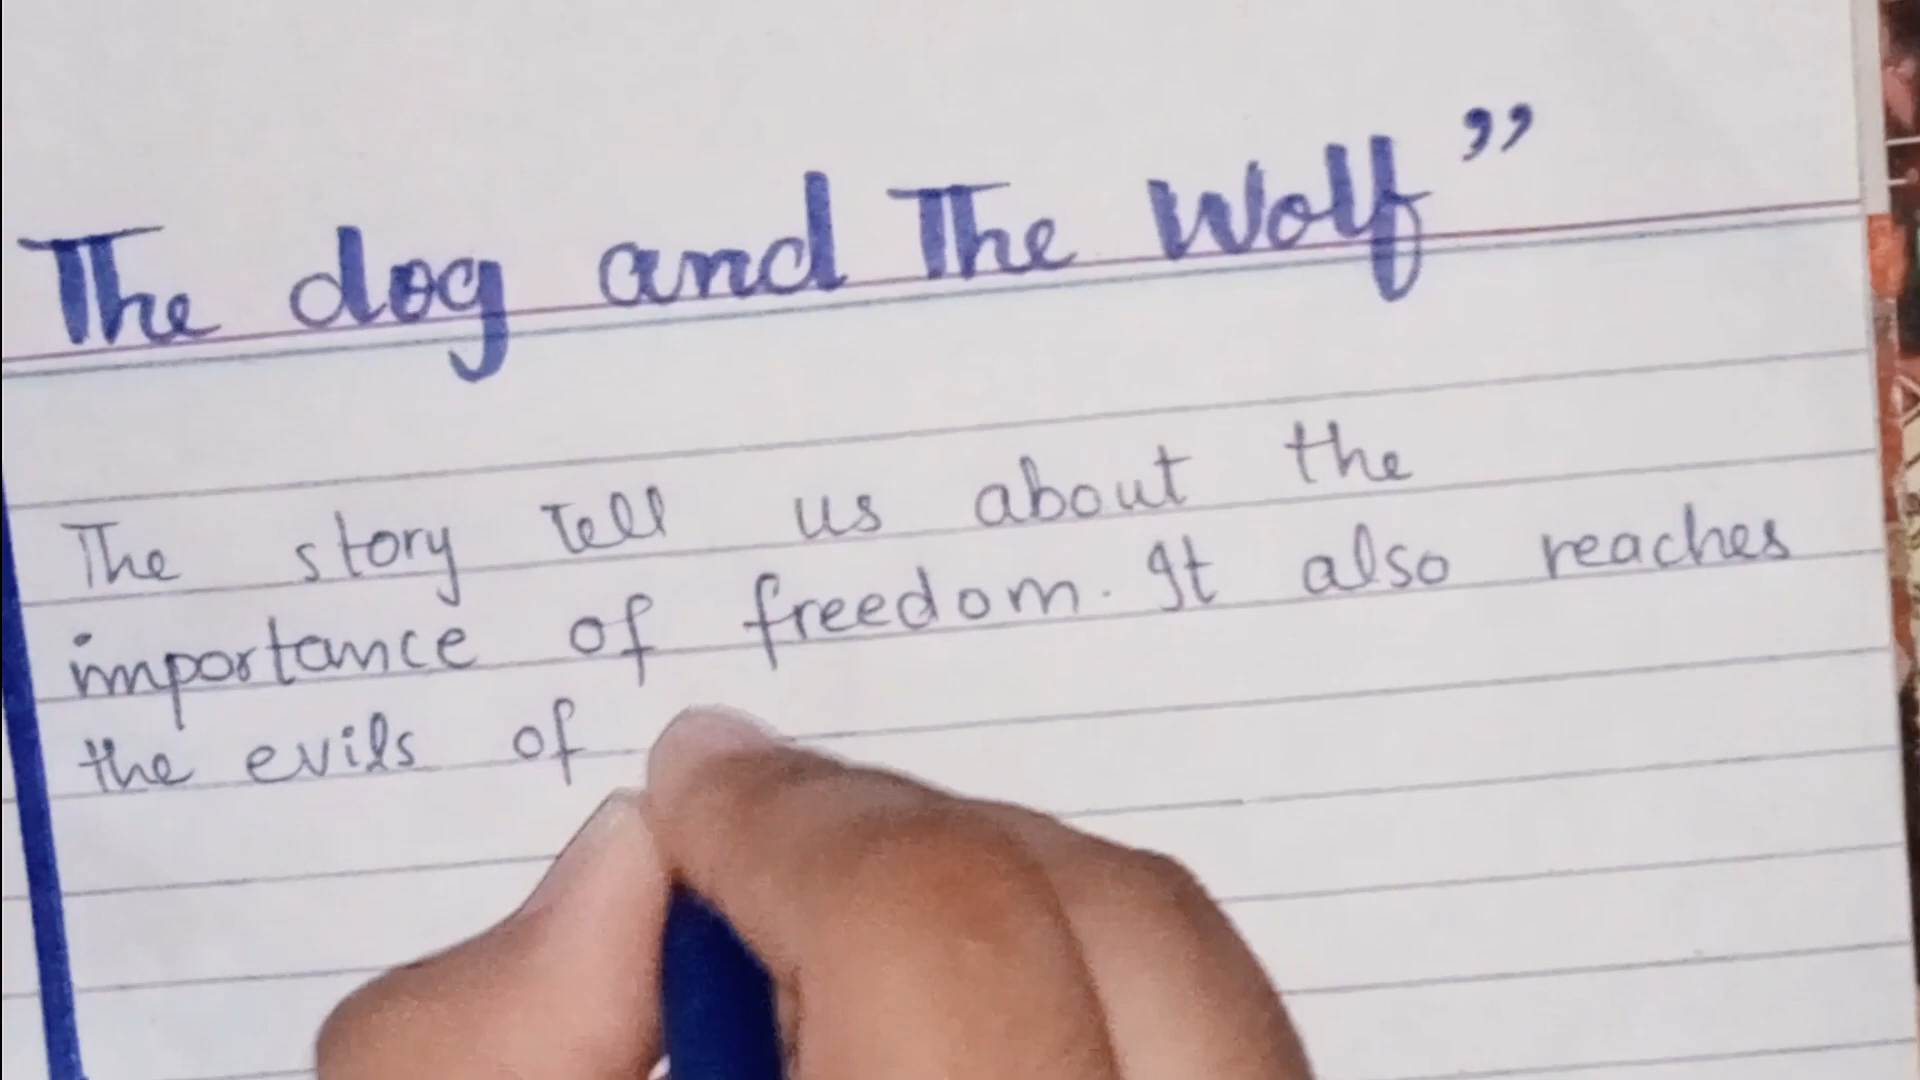 The dog and The Wolf”
The story Tell us about the
importance of freedom. It also reaches
the evils of